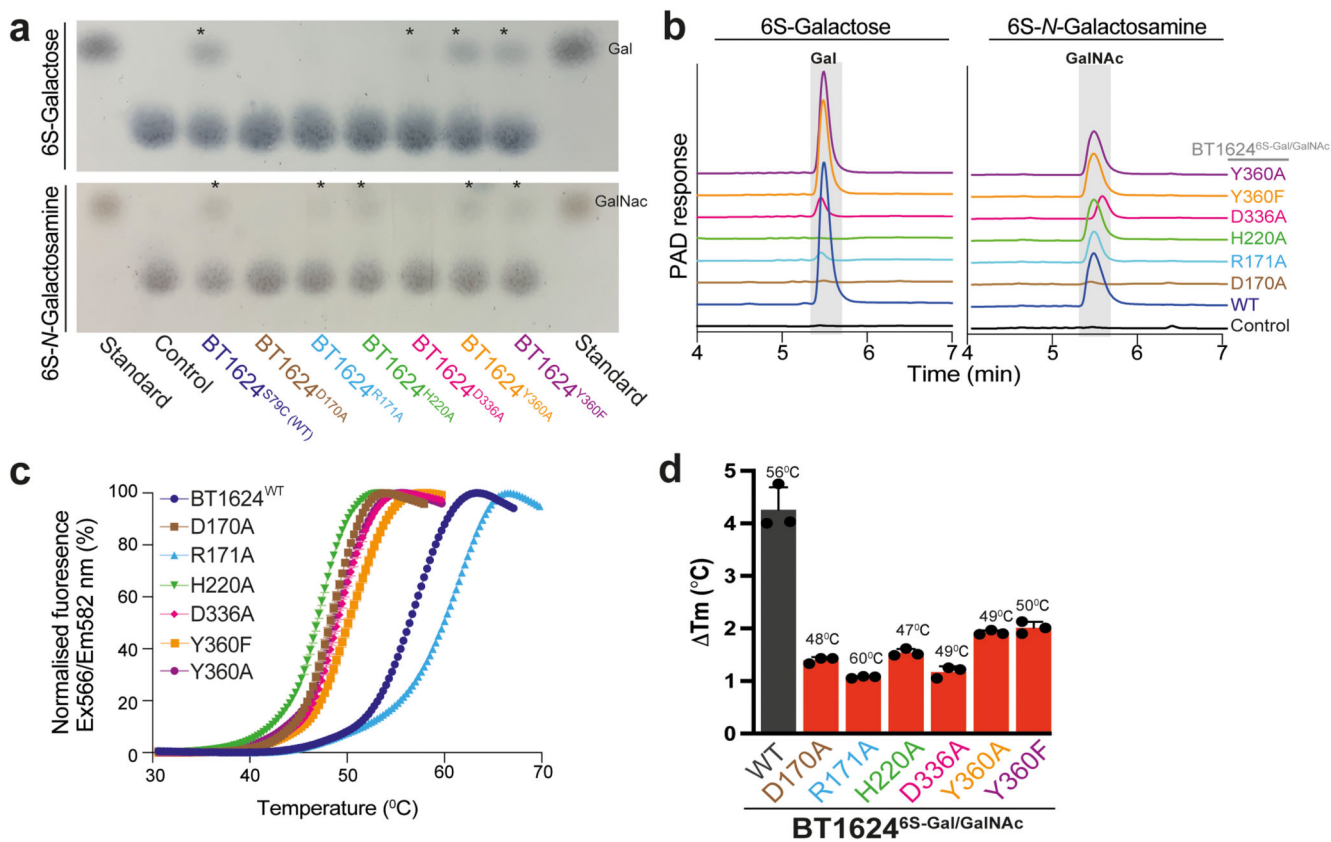 a
6S-Galactose
* * * *
Gal
6S-N-Galactosamine
* * * * *
GalNac
Standard
Control
BT1624S79C (WT)
BT1624D170A
BT1624R171A
BT1624H220A
BT1624D336A
BT1624Y360A
BT1624Y360F
Standard
b
6S-Galactose
6S-N-Galactosamine
Gal
GalNAc
PAD response
BT16246S-Gal/GalNAc
Y360A
Y360F
D336A
H220A
R171A
D170A
WT
Control
4 5 6 7
4 5 6 7
Time (min)
c
Normalised fuoresence
Ex566/Em582 nm (%)
100
80
60
40
20
0
BT1624WT
D170A
R171A
H220A
D336A
Y360F
Y360A
30 40 50 60 70
Temperature (⁰C)
d
ΔTm (°C)
5
4
3
2
1
0
56⁰C
48⁰C
60⁰C
47⁰C
49⁰C
49⁰C
50⁰C
WT
D170A
R171A
H220A
D336A
Y360A
Y360F
BT16246S-Gal/GalNAc